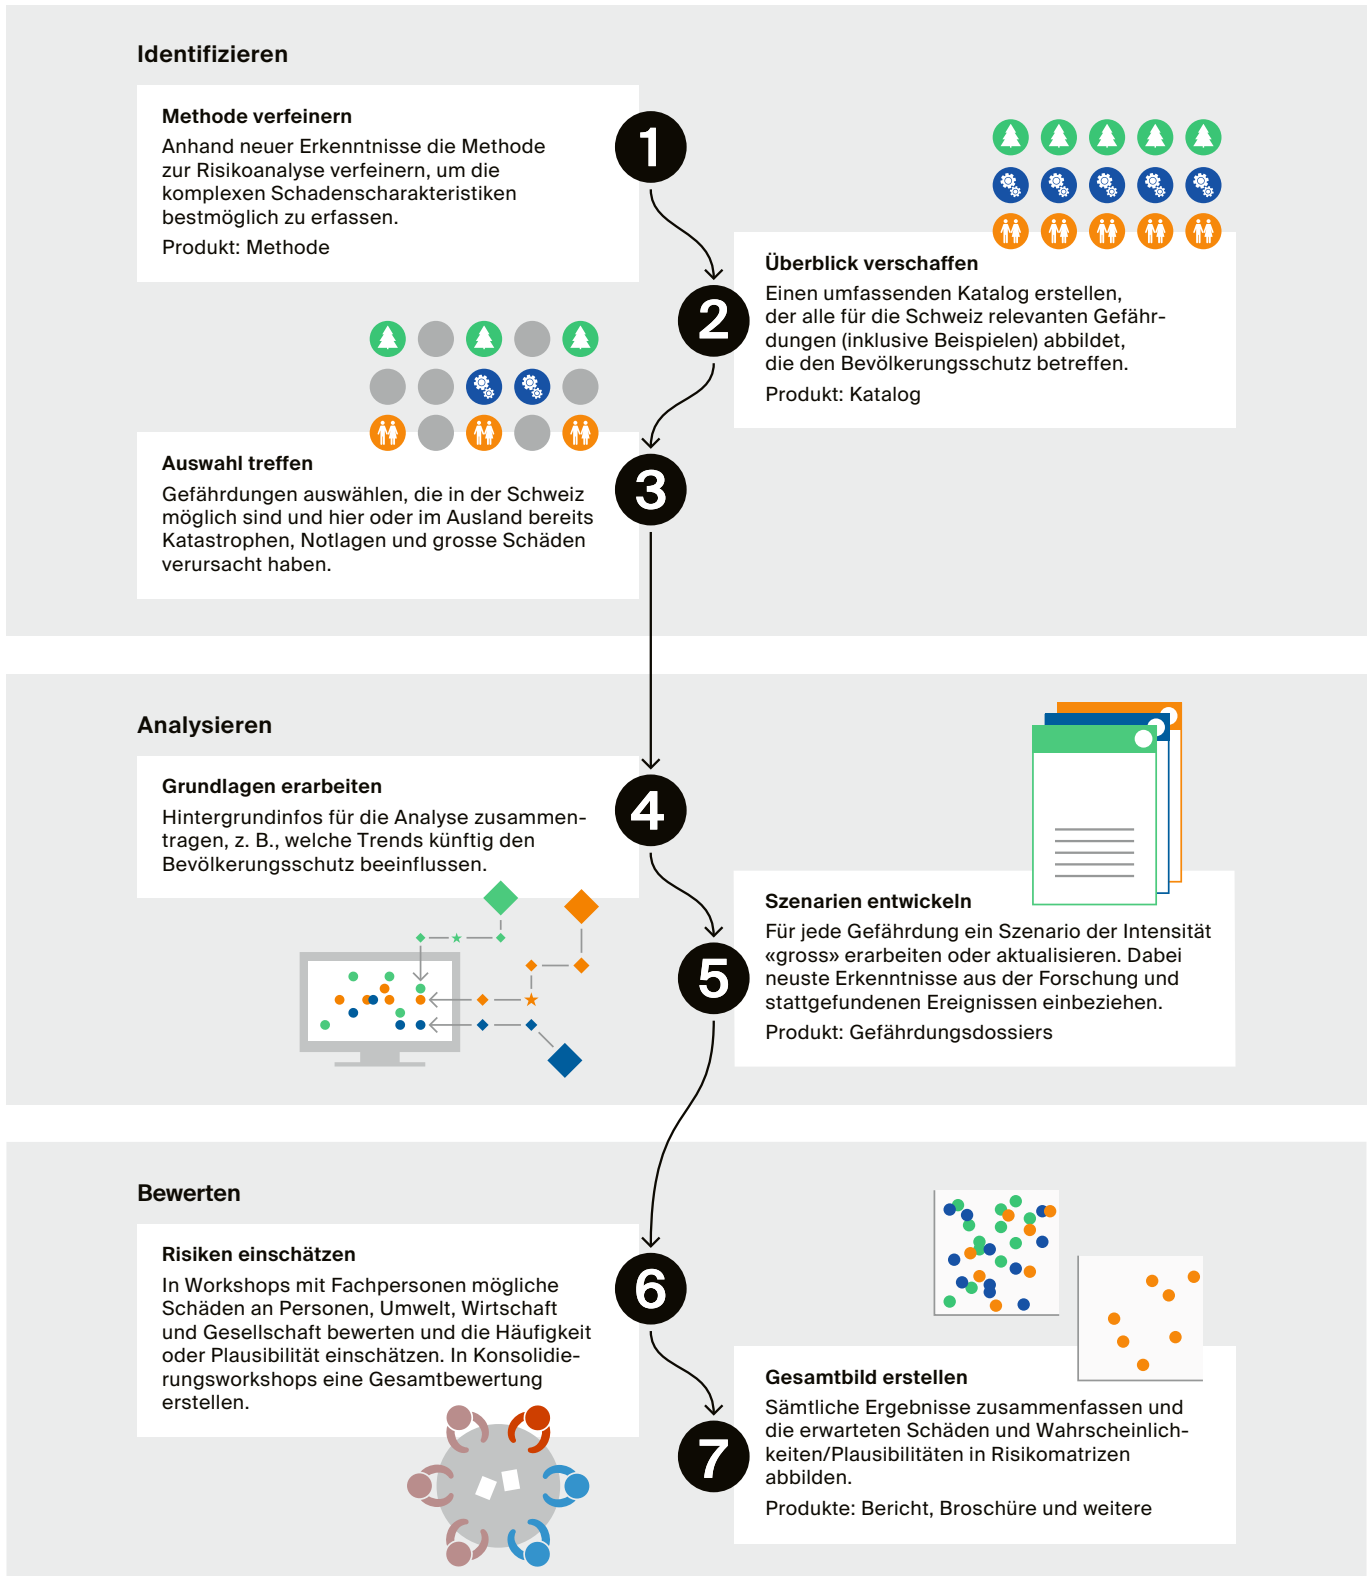 Identifizieren
Methode verfeinern
Anhand neuer Erkenntnisse die Methode
zur Risikoanalyse verfeinern, um die
komplexen Schadenscharakteristiken
bestmöglich zu erfassen.
Produkt: Methode
1
2
Überblick verschaffen
Einen umfassenden Katalog erstellen,
der alle für die Schweiz relevanten Gefähr-
dungen (inklusive Beispielen) abbildet,
die den Bevölkerungsschutz betreffen.
Produkt: Katalog
Auswahl treffen
Gefährdungen auswählen, die in der Schweiz
möglich sind und hier oder im Ausland bereits
Katastrophen, Notlagen und grosse Schäden
verursacht haben.
3
Analysieren
Grundlagen erarbeiten
Hintergrundinfos für die Analyse zusammen-
tragen, z. B., welche Trends künftig den
Bevölkerungsschutz beeinflussen.
4
5
Szenarien entwickeln
Für jede Gefährdung ein Szenario der Intensität
«gross» erarbeiten oder aktualisieren. Dabei
neuste Erkenntnisse aus der Forschung und
stattgefundenen Ereignissen einbeziehen.
Produkt: Gefährdungsdossiers
Bewerten
Risiken einschätzen
In Workshops mit Fachpersonen mögliche
Schäden an Personen, Umwelt, Wirtschaft
und Gesellschaft bewerten und die Häufigkeit
oder Plausibilität einschätzen. In Konsolidie-
rungsworkshops eine Gesamtbewertung
erstellen.
6
7
Gesamtbild erstellen
Sämtliche Ergebnisse zusammenfassen und
die erwarteten Schäden und Wahrscheinlich-
keiten/Plausibilitäten in Risikomatrizen
abbilden.
Produkte: Bericht, Broschüre und weitere